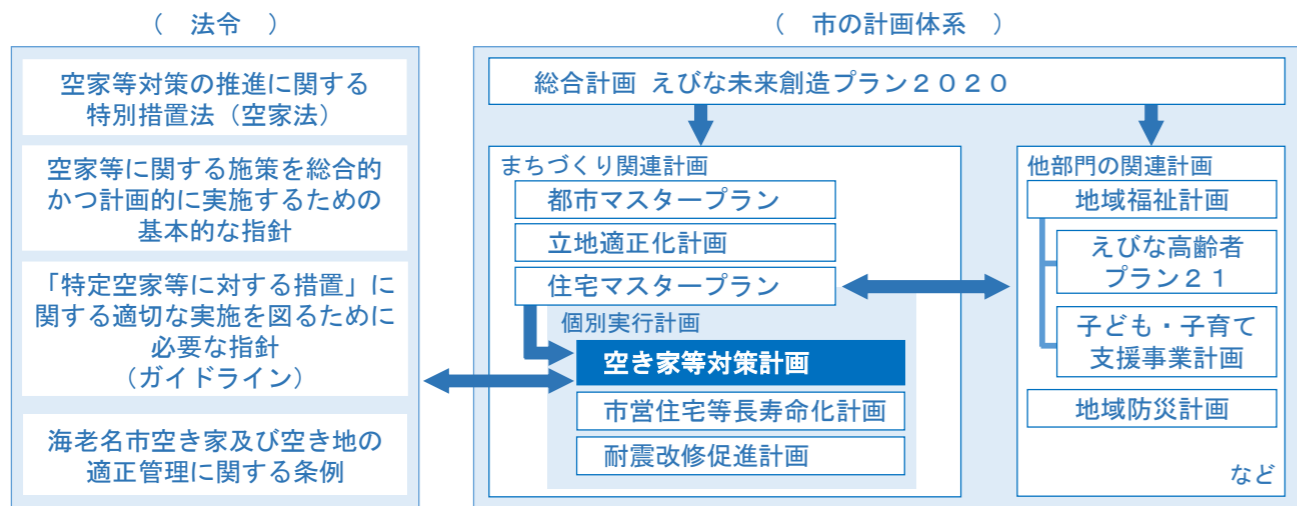 （　法令　）
空家等対策の推進に関する
特別措置法（空家法）
空家等に関する施策を総合的
かつ計画的に実施するための
基本的な指針
「特定空家等に対する措置」に
関する適切な実施を図るために
必要な指針
（ガイドライン）
海老名市空き家及び空き地の
適正管理に関する条例
（　市の計画体系　）
総合計画 えびな未来創造プラン２０２０
まちづくり関連計画
都市マスタープラン
立地適正化計画
住宅マスタープラン
個別実行計画
空き家等対策計画
市営住宅等長寿命化計画
耐震改修促進計画
他部門の関連計画
地域福祉計画
えびな高齢者
プラン２１
子ども・子育て
支援事業計画
地域防災計画
など